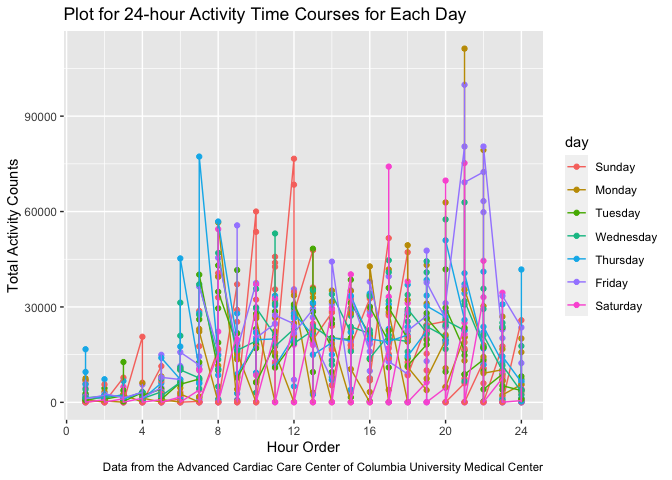 Plot for 24-hour Activity Time Courses for Each Day
Total Activity Counts
90000
60000
30000
0
0 4 8 12 16 20 24
Hour Order
day
Sunday
Monday
Tuesday
Wednesday
Thursday
Friday
Saturday
Data from the Advanced Cardiac Care Center of Columbia University Medical Center